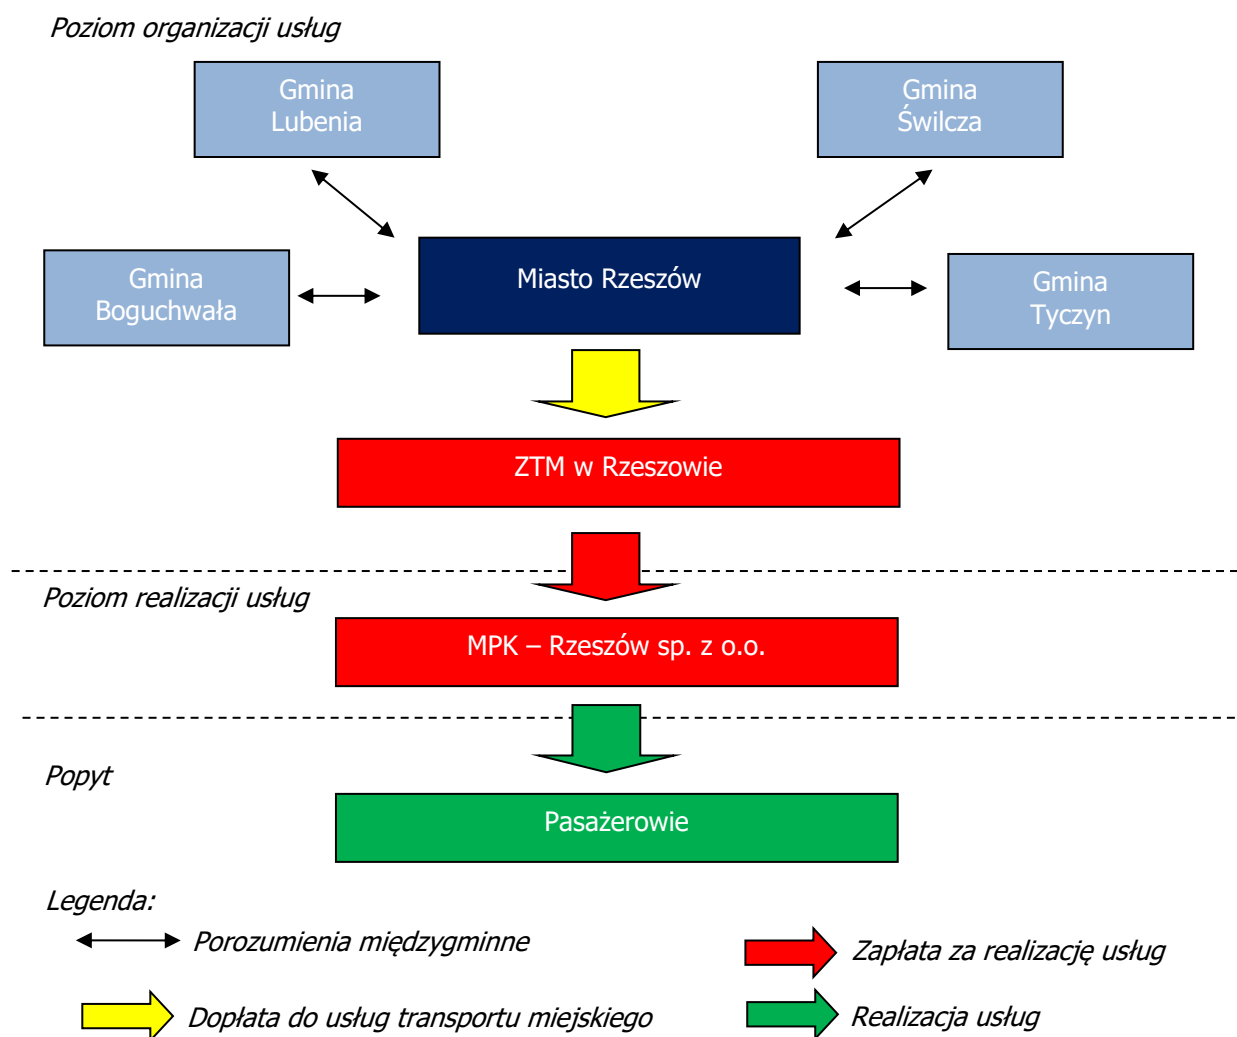 Poziom organizacji usług
Gmina
Lubenia
Gmina
Świlcza
Gmina
Boguchwała
Miasto Rzeszów
Gmina
Tyczyn
ZTM w Rzeszowie
Poziom realizacji usług
MPK – Rzeszów sp. z o.o.
Popyt
Pasażerowie
Legenda:
Porozumienia międzygminne
Zapłata za realizację usług
Dopłata do usług transportu miejskiego
Realizacja usług